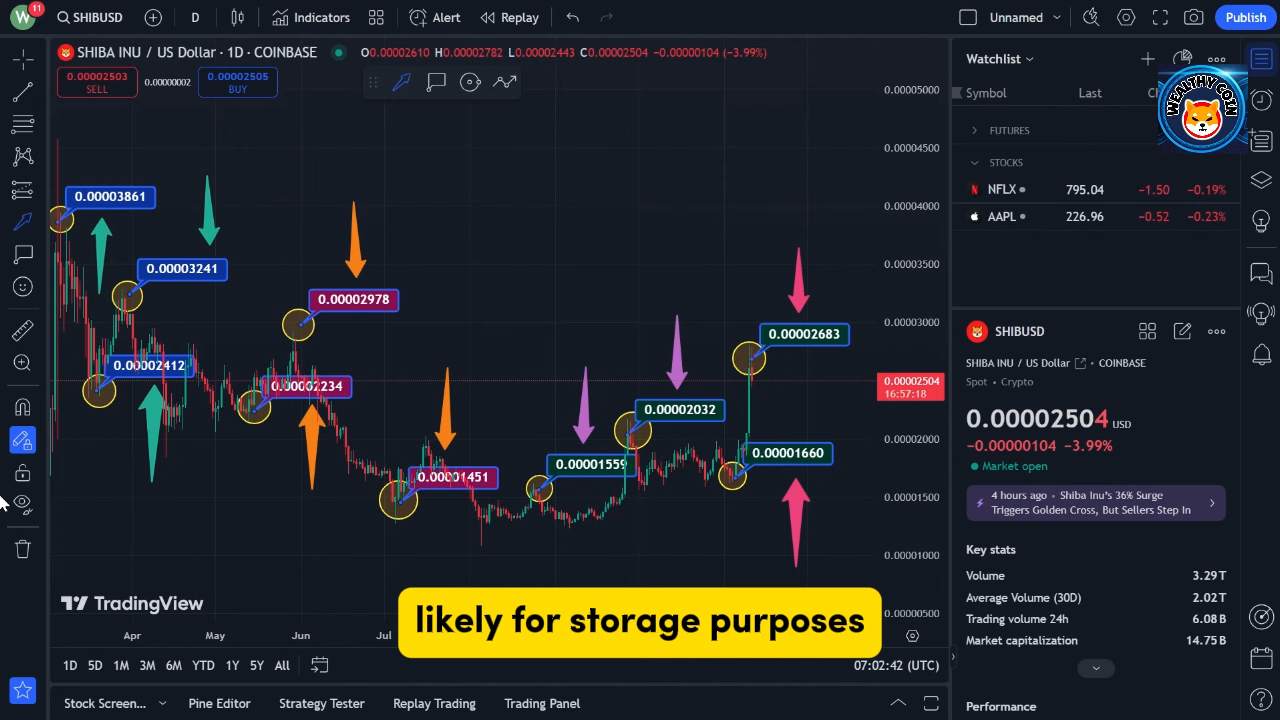 W
11
SHIBUSD
D
Indicators
Alert
Replay
Unnamed
Publish
SHIBA INU / US Dollar · 1D · COINBASE
O0.00002610 H0.00002782 L0.00002443 C0.00002504 −0.00000104 (−3.99%)
0.00002503
SELL
0.00000002
0.00002505
BUY
0.00005000
0.00004500
0.00004000
0.00003500
0.00003000
0.00002504
16:57:18
0.00002000
0.00001500
0.00001000
0.00000500
0.00003861
0.00003241
0.00002412
0.00002978
0.00002234
0.00001451
0.00001559
0.00002032
0.00002683
0.00001660
TradingView
Apr
May
Jun
Jul
likely for storage purposes
1D 5D 1M 3M 6M YTD 1Y 5Y All
07:02:42 (UTC)
Stock Screen...
Pine Editor
Strategy Tester
Replay Trading
Trading Panel
Watchlist
WEALTHY COIN
Symbol
Last
FUTURES
STOCKS
NFLX 795.04 −1.50 −0.19%
AAPL 226.96 −0.52 −0.23%
SHIBUSD
SHIBA INU / US Dollar · COINBASE
Spot · Crypto
0.00002504 USD
−0.00000104 −3.99%
Market open
4 hours ago · Shiba Inu's 36% Surge
Triggers Golden Cross, But Sellers Step In
Key stats
Volume 3.29T
Average Volume (30D) 2.02T
Trading volume 24h 6.08B
Market capitalization 14.75B
Performance